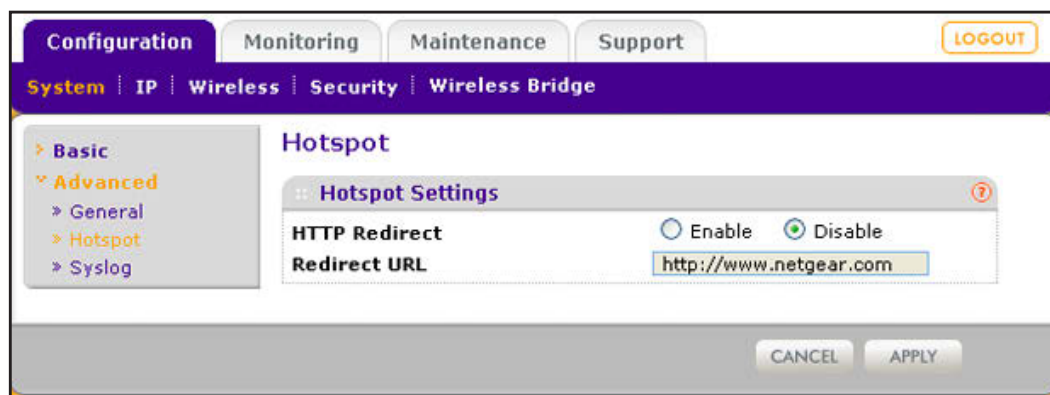 Configuration Monitoring Maintenance Support LOGOUT
System IP Wireless Security Wireless Bridge
Basic
Advanced
General
Hotspot
Syslog
Hotspot
Hotspot Settings ?
HTTP Redirect Enable Disable
Redirect URL http://www.netgear.com
CANCEL APPLY